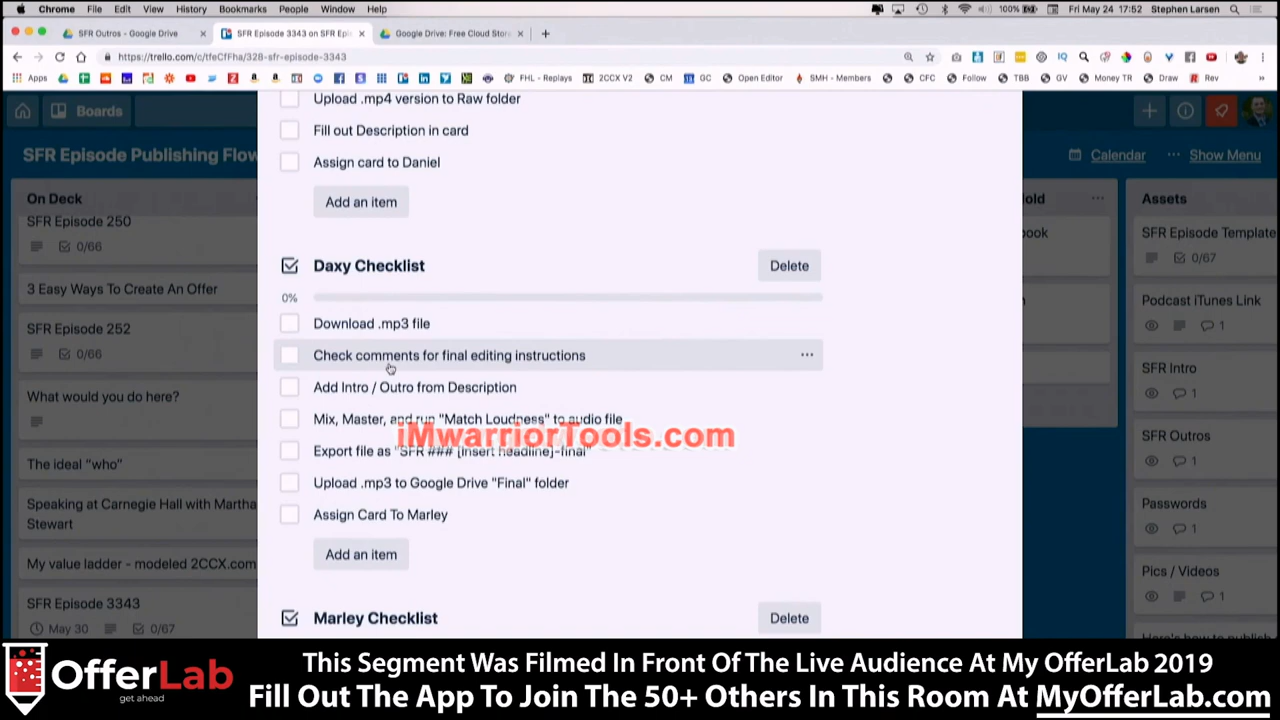 Chrome File Edit View History Bookmarks People Window Help 100% Fri May 24 17:52 Stephen Larsen
SFR Outros - Google Drive × SFR Episode 3343 on SFR Epi × Google Drive: Free Cloud Stor × +
https://trello.com/c/tfeCfFha/328-sfr-episode-3343
Apps FHL - Replays 2CCX V2 CM GC Open Editor SMH - Members CFC Follow TBB GV Money TR Draw Rev »
Boards
SFR Episode Publishing Flow
Calendar ··· Show Menu
Upload .mp4 version to Raw folder
Fill out Description in card
Assign card to Daniel
Add an item
Daxy Checklist
Delete
0%
Download .mp3 file
Check comments for final editing instructions ···
Add Intro / Outro from Description
Mix, Master, and run "Match Loudness" to audio file
Export file as "SFR ### [insert headline]-final"
Upload .mp3 to Google Drive "Final" folder
Assign Card To Marley
Add an item
Marley Checklist
Delete
On Deck
SFR Episode 250
0/66
3 Easy Ways To Create An Offer
SFR Episode 252
0/66
What would you do here?
The ideal "who"
Speaking at Carnegie Hall with Martha
Stewart
My value ladder - modeled 2CCX.com
SFR Episode 3343
May 30 0/67
Assets
SFR Episode Template
0/67
Podcast iTunes Link
1
SFR Intro
1
SFR Outros
1
Passwords
1
Pics / Videos
1
Here's how to publish
iMwarriorTools.com
OfferLab
get ahead
This Segment Was Filmed In Front Of The Live Audience At My OfferLab 2019
Fill Out The App To Join The 50+ Others In This Room At MyOfferLab.com